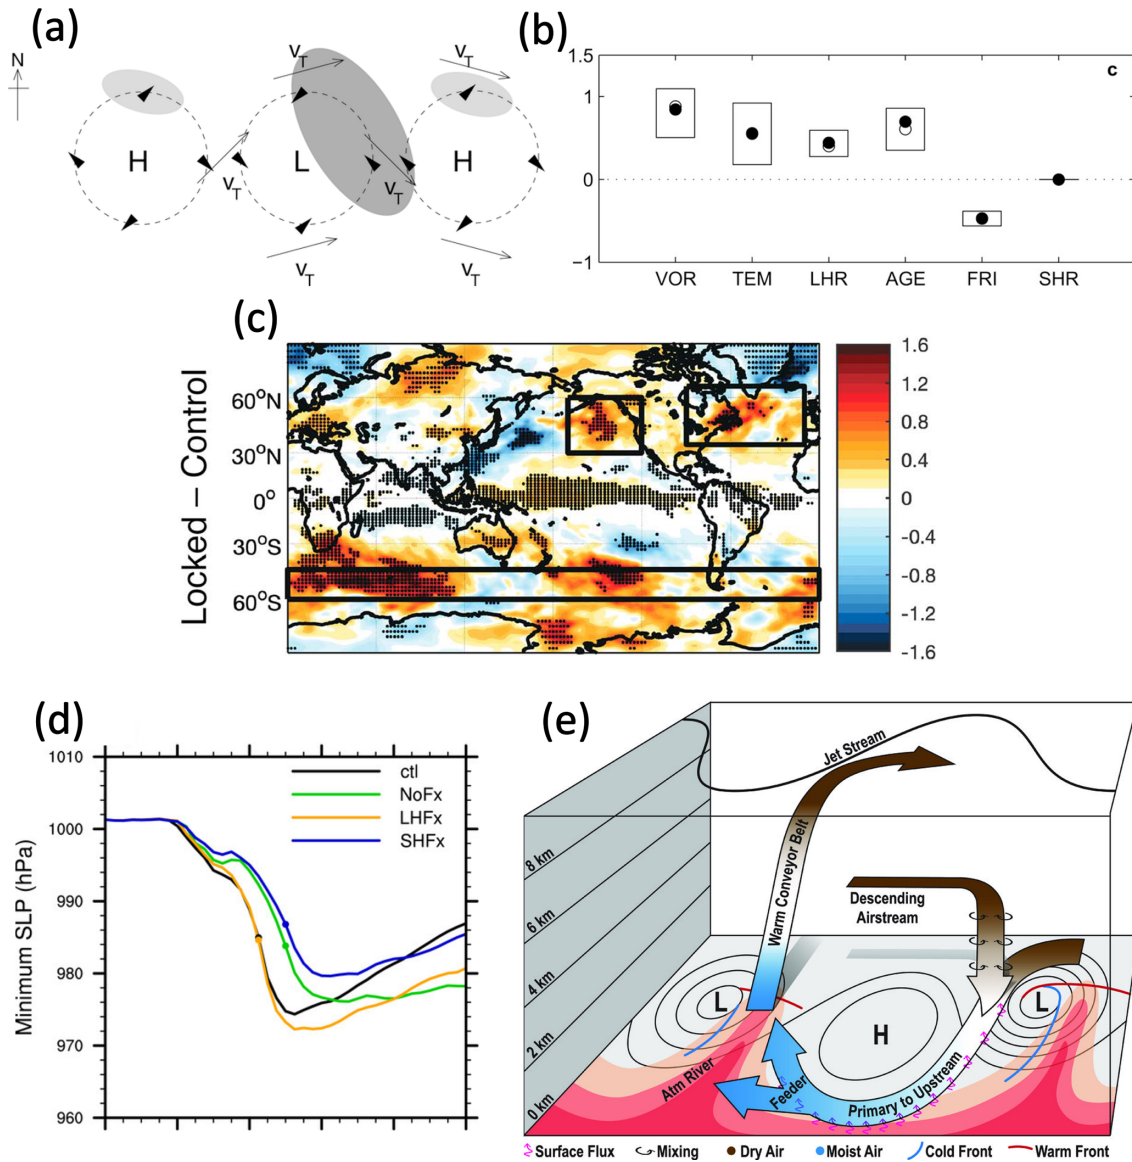 (a)
N
H
L
H
V_T
V_T
V_T
V_T
V_T
V_T
(b)
c
1.5
1
0
−1
VOR TEM LHR AGE FRI SHR
(c)
Locked – Control
60°N
30°N
0°
30°S
60°S
1.6
1.2
0.8
0.4
0
-0.4
-0.8
-1.2
-1.6
(d)
Minimum SLP (hPa)
1010
1000
990
980
970
960
ctl
NoFx
LHFx
SHFx
(e)
Jet Stream
8 km
6 km
4 km
2 km
0 km
Warm Conveyor Belt
Descending
Airstream
L
H
L
Atm River
Feeder
Primary to Upstream
Surface Flux Mixing Dry Air Moist Air Cold Front Warm Front